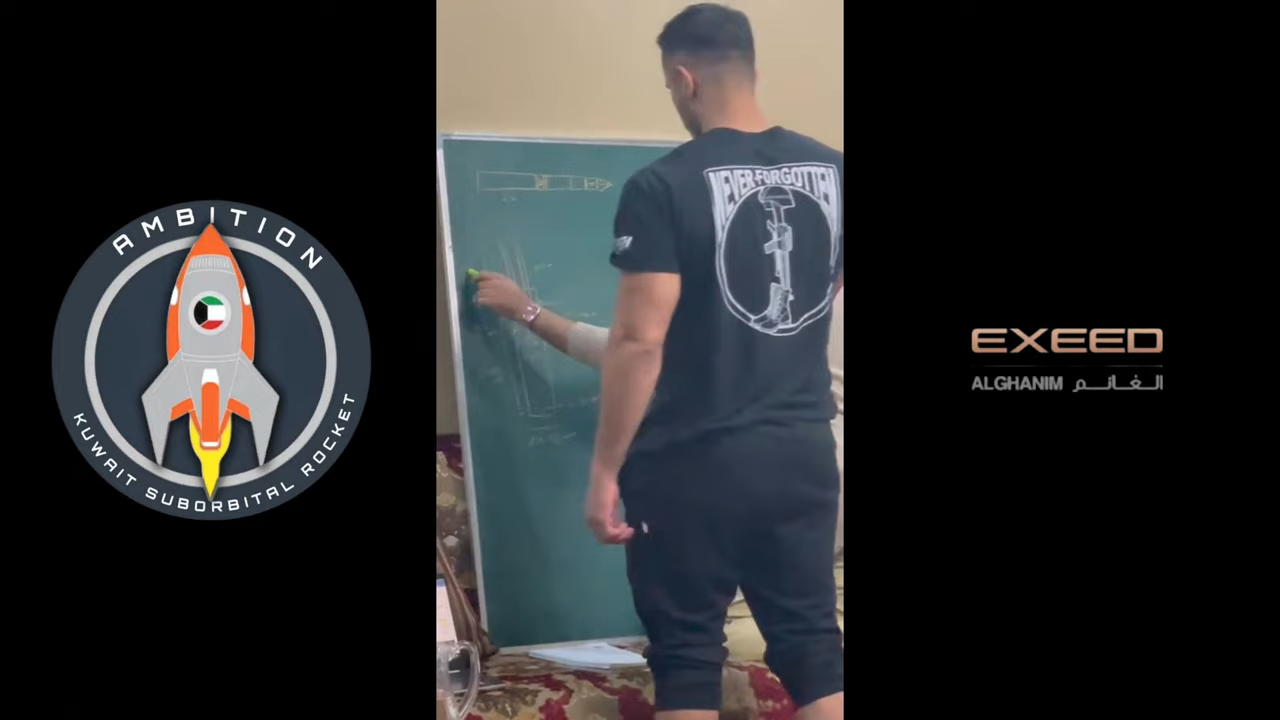 AMBITION
KUWAIT SUBORBITAL ROCKET
NEVER-FORGOTTEN
EXEED
ALGHANIM الغانم